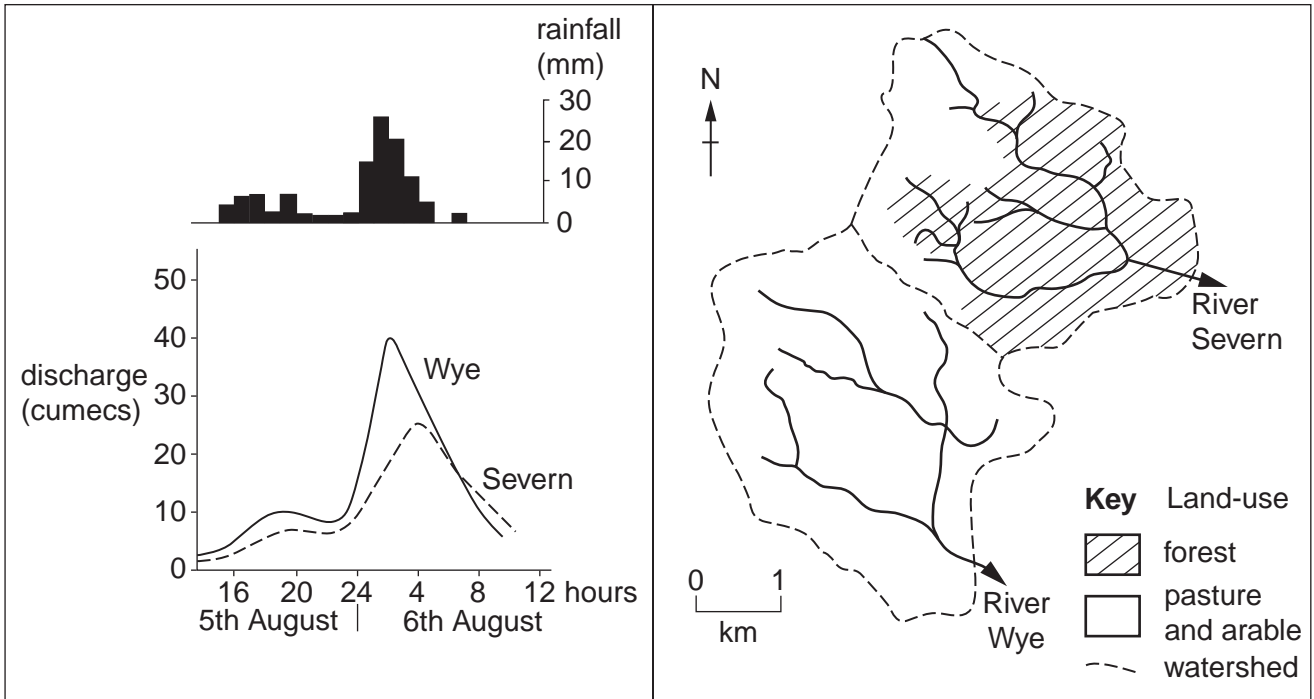 rainfall
(mm)
30
20
10
0
50
40
30
20
10
0
discharge
(cumecs)
Wye
Severn
16 20 24 4 8 12 hours
5th August 6th August
N
River
Severn
River
Wye
0 1
km
Key Land-use
forest
pasture
and arable
watershed